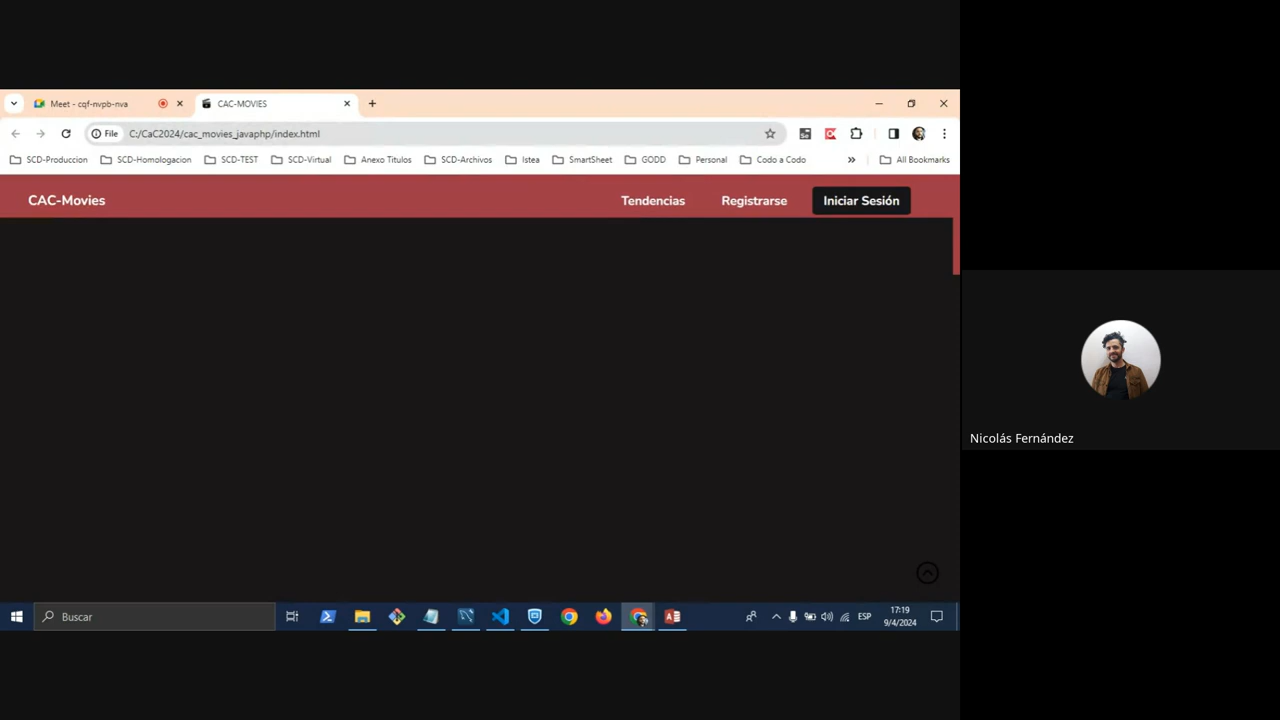 Meet - cqf-nvpb-nva
CAC-MOVIES
File
C:/CaC2024/cac_movies_javaphp/index.html
SCD-Produccion
SCD-Homologacion
SCD-TEST
SCD-Virtual
Anexo Titulos
SCD-Archivos
Istea
SmartSheet
GODD
Personal
Codo a Codo
»
All Bookmarks
CAC-Movies
Tendencias
Registrarse
Iniciar Sesión
Nicolás Fernández
Buscar
ESP
17:19
9/4/2024